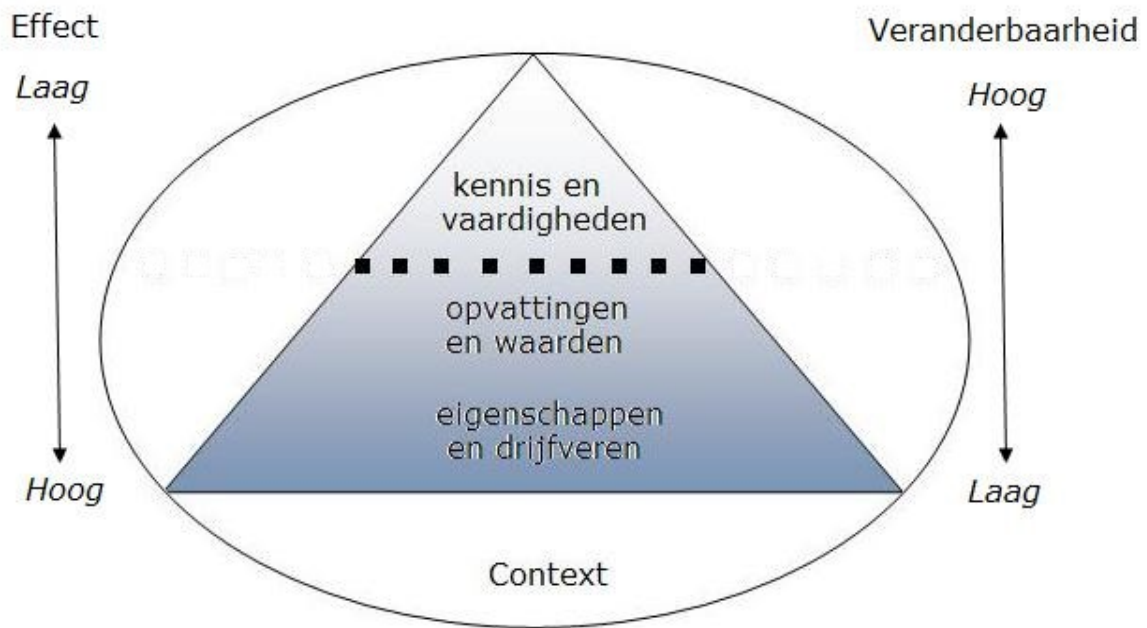 Effect
Laag
Hoog
Veranderbaarheid
Hoog
Laag
kennis en
vaardigheden
opvattingen
en waarden
eigenschappen
en drijfveren
Context